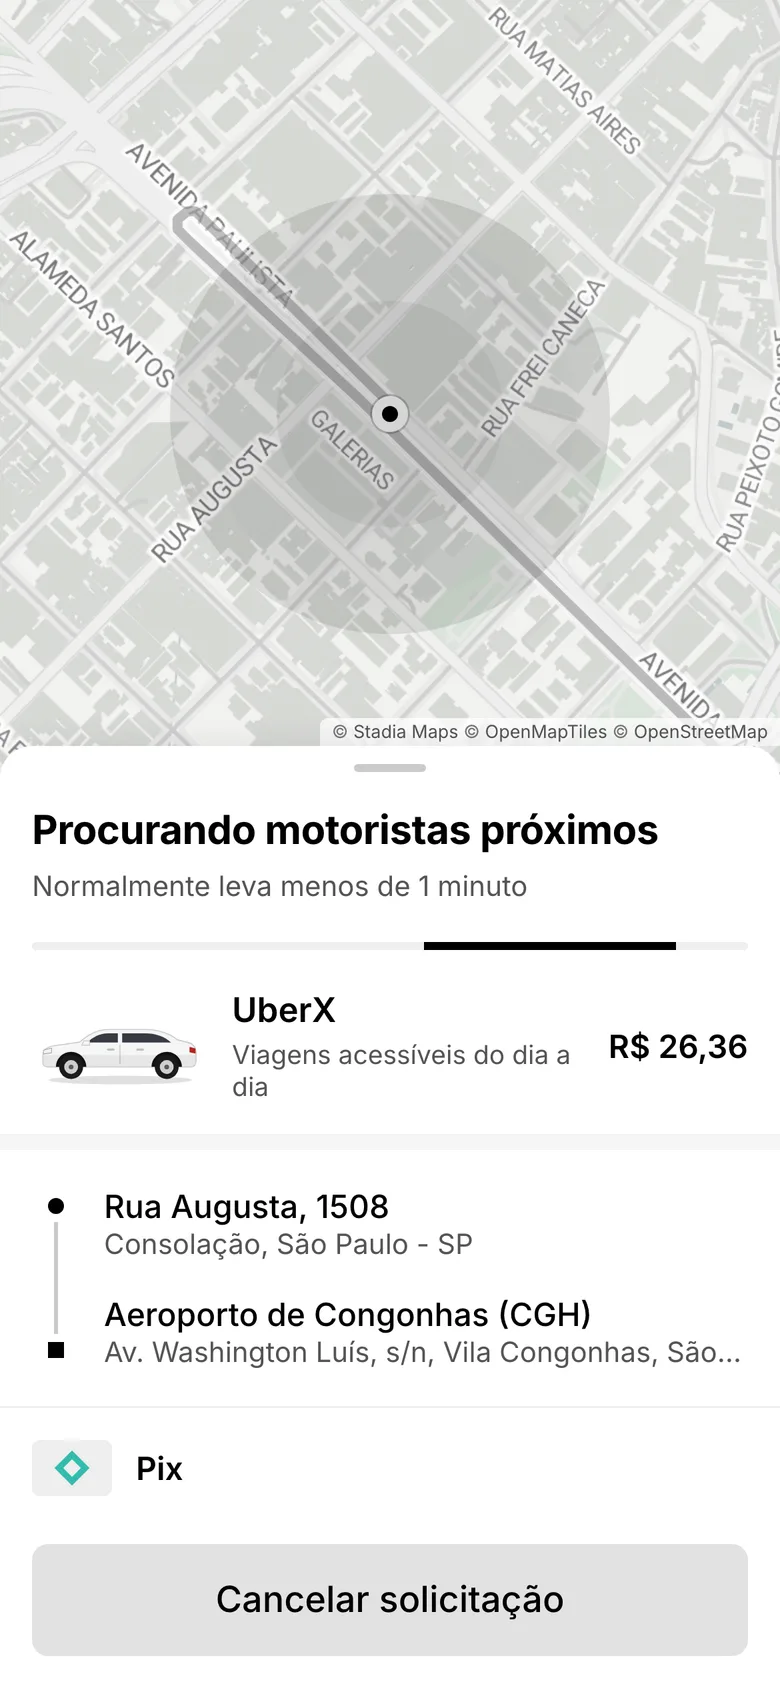 RUA MATIAS AIRES
AVENIDA PAULISTA
ALAMEDA SANTOS
RUA FREI CANECA
GALERIAS
RUA AUGUSTA
RUA PEIXOTO
AVENIDA
© Stadia Maps © OpenMapTiles © OpenStreetMap
Procurando motoristas próximos
Normalmente leva menos de 1 minuto
UberX
Viagens acessíveis do dia a
dia
R$ 26,36
Rua Augusta, 1508
Consolação, São Paulo - SP
Aeroporto de Congonhas (CGH)
Av. Washington Luís, s/n, Vila Congonhas, São...
Pix
Cancelar solicitação